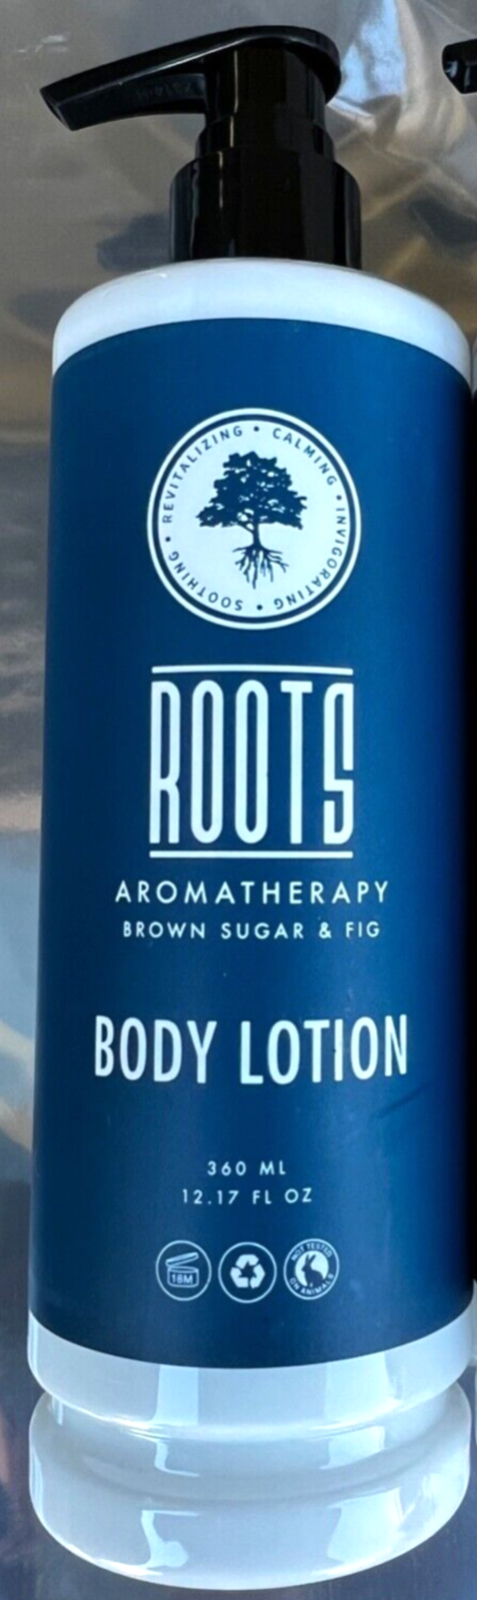 REVITALIZING • CALMING • INVIGORATING • SOOTHING •
ROOTS
AROMATHERAPY
BROWN SUGAR & FIG
BODY LOTION
360 ML
12.17 FL OZ
18M
NOT TESTED
ON ANIMALS